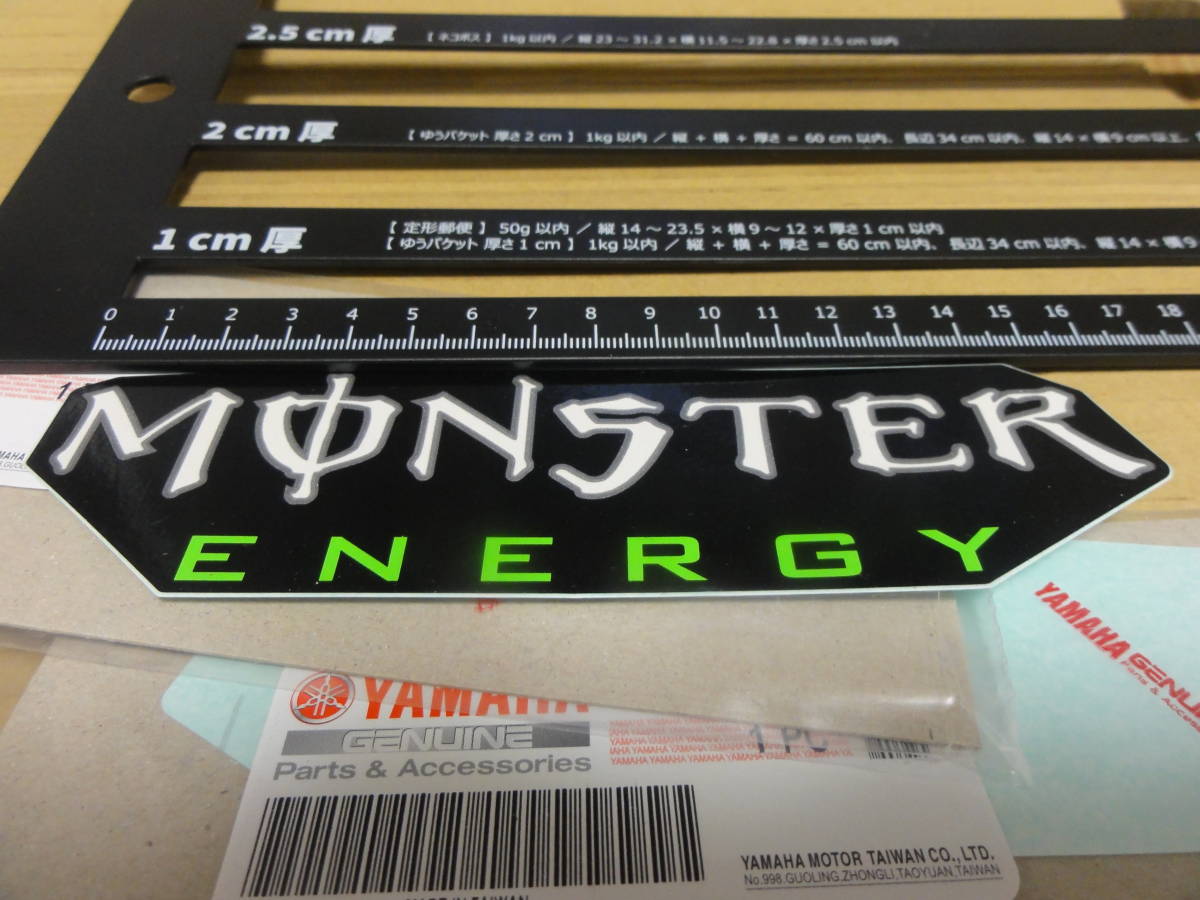 2.5 cm 厚 【 ネコポス 】 1kg 以内 ／ 縦 23 ～ 31.2 × 横 11.5 ～ 22.8 × 厚さ 2.5 cm 以内
2 cm 厚 【 ゆうパケット 厚さ 2 cm 】 1kg 以内 ／ 縦 + 横 + 厚さ = 60 cm 以内、長辺 34 cm 以内、縦 14 × 横 9 cm 以上、
1 cm 厚 【 定形郵便 】 50g 以内 ／ 縦 14 ～ 23.5 × 横 9 ～ 12 × 厚さ 1 cm 以内
【 ゆうパケット 厚さ 1 cm 】 1kg 以内 ／ 縦 + 横 + 厚さ = 60 cm 以内、長辺 34 cm 以内、縦 14 × 横 9
0 1 2 3 4 5 6 7 8 9 10 11 12 13 14 15 16 17 18
MONSTER
ENERGY
YAMAHA
GENUINE
Parts & Accessories
1 PC
YAMAHA YAMAHA YAMAHA YAMAHA YAMAHA YA
YAMAHA GENU
Parts & Acces
YAMAHA MOTOR TAIWAN CO.,LTD.
No.998,GUOLING,ZHONGLI,TAOYUAN,TAIWAN